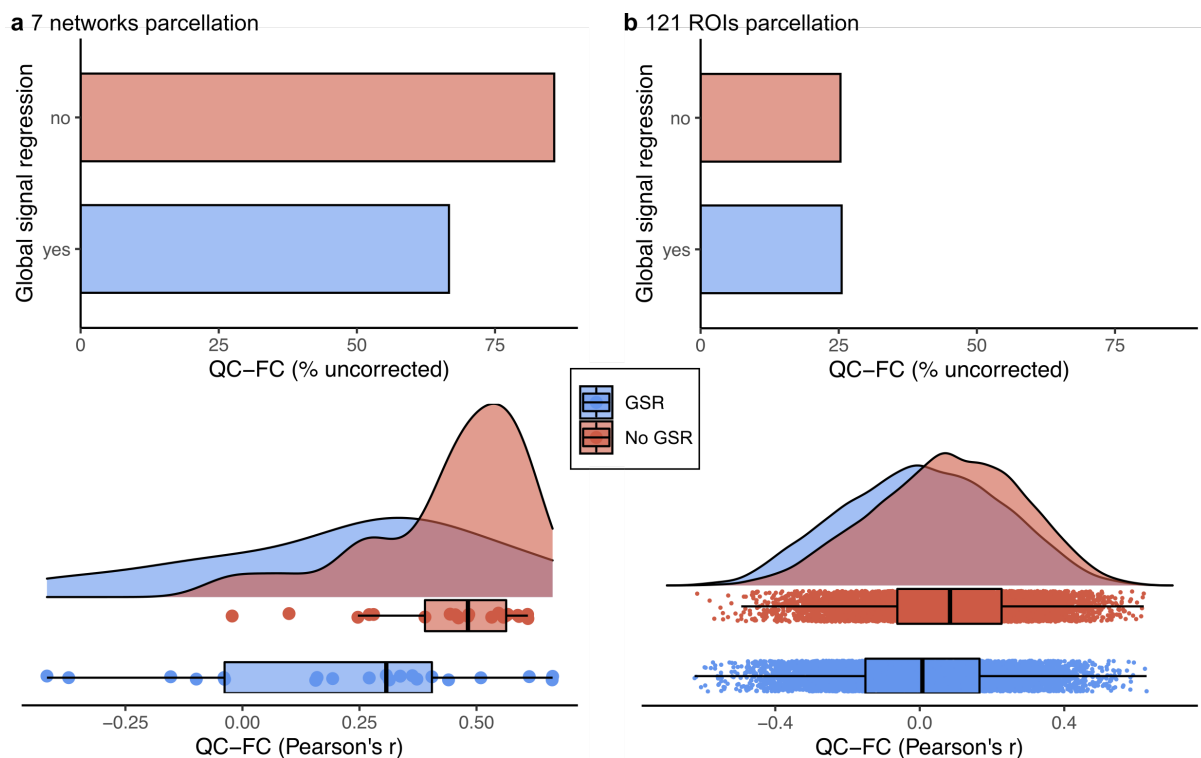 a 7 networks parcellation
Global signal regression
no
yes
0 25 50 75
QC−FC (% uncorrected)
b 121 ROIs parcellation
Global signal regression
no
yes
0 25 50 75
QC−FC (% uncorrected)
GSR
No GSR
−0.25 0.00 0.25 0.50
QC−FC (Pearson's r)
−0.4 0.0 0.4
QC−FC (Pearson's r)